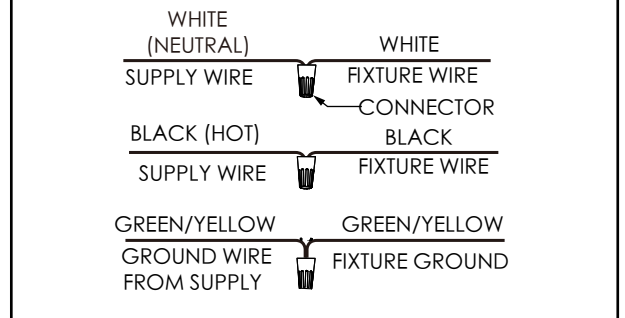 WHITE
(NEUTRAL)
WHITE
SUPPLY WIRE
FIXTURE WIRE
CONNECTOR
BLACK (HOT)
BLACK
SUPPLY WIRE
FIXTURE WIRE
GREEN/YELLOW
GREEN/YELLOW
GROUND WIRE
FROM SUPPLY
FIXTURE GROUND